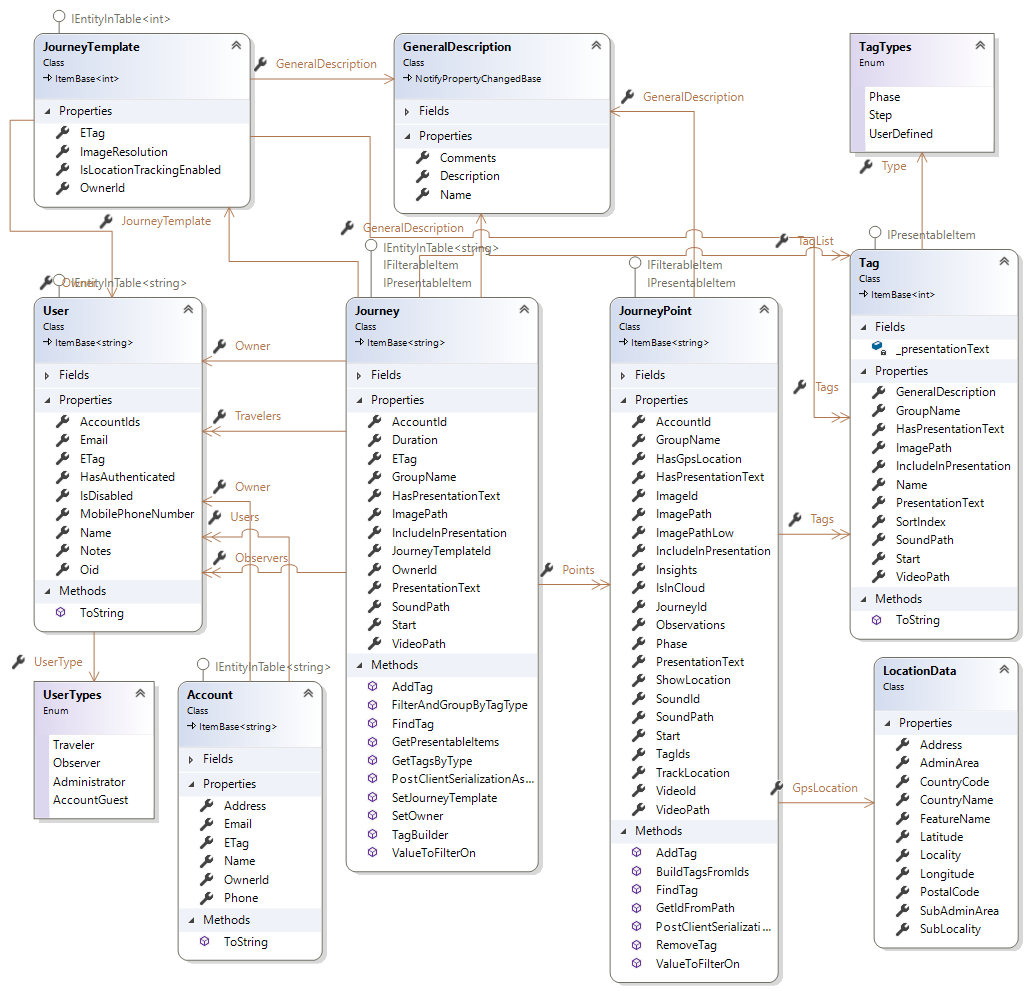 IEntityInTable<int>
JourneyTemplate
Class
ItemBase<int>
Properties
ETag
ImageResolution
IsLocationTrackingEnabled
OwnerId
GeneralDescription
GeneralDescription
Class
NotifyPropertyChangedBase
Fields
Properties
Comments
Description
Name
GeneralDescription
TagTypes
Enum
Phase
Step
UserDefined
Type
JourneyTemplate
GeneralDescription
TagList
IEntityInTable<string>
IFilterableItem
IPresentableItem
IFilterableItem
IPresentableItem
IPresentableItem
Owner
IEntityInTable<string>
User
Class
ItemBase<string>
Fields
Properties
AccountIds
Email
ETag
HasAuthenticated
IsDisabled
MobilePhoneNumber
Name
Notes
Oid
Methods
ToString
Owner
Travelers
Owner
Users
Observers
Journey
Class
ItemBase<string>
Fields
Properties
AccountId
Duration
ETag
GroupName
HasPresentationText
ImagePath
IncludeInPresentation
JourneyTemplateId
OwnerId
PresentationText
SoundPath
Start
VideoPath
Methods
AddTag
FilterAndGroupByTagType
FindTag
GetPresentableItems
GetTagsByType
PostClientSerializationAs...
SetJourneyTemplate
SetOwner
TagBuilder
ValueToFilterOn
Points
JourneyPoint
Class
ItemBase<string>
Fields
Properties
AccountId
GroupName
HasGpsLocation
HasPresentationText
ImageId
ImagePath
ImagePathLow
IncludeInPresentation
Insights
IsInCloud
JourneyId
Observations
Phase
PresentationText
ShowLocation
SoundId
SoundPath
Start
TagIds
TrackLocation
VideoId
VideoPath
Methods
AddTag
BuildTagsFromIds
FindTag
GetIdFromPath
PostClientSerializati...
RemoveTag
ValueToFilterOn
Tags
Tags
GpsLocation
Tag
Class
ItemBase<int>
Fields
_presentationText
Properties
GeneralDescription
GroupName
HasPresentationText
ImagePath
IncludeInPresentation
Name
PresentationText
SortIndex
SoundPath
Start
VideoPath
Methods
ToString
UserType
UserTypes
Enum
Traveler
Observer
Administrator
AccountGuest
IEntityInTable<string>
Account
Class
ItemBase<string>
Fields
Properties
Address
Email
ETag
Name
OwnerId
Phone
Methods
ToString
LocationData
Class
Properties
Address
AdminArea
CountryCode
CountryName
FeatureName
Latitude
Locality
Longitude
PostalCode
SubAdminArea
SubLocality